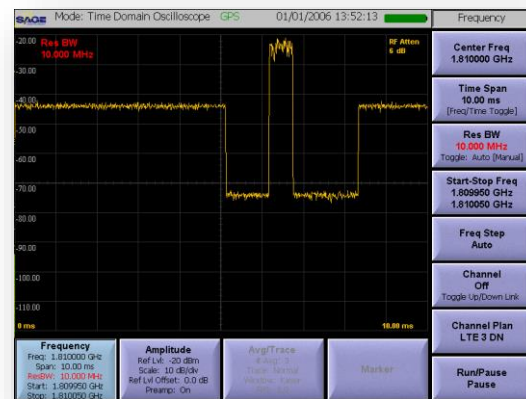 SAGE Mode: Time Domain Oscilloscope GPS 01/01/2006 13:52:13
Frequency
-20.00
Res BW
10.000 MHz
RF Atten
6 dB
-30.00
-40.00
-50.00
-60.00
-70.00
-80.00
-90.00
-100.00
-110.00
0 ms
10.00 ms
Center Freq
1.810000 GHz
Time Span
10.00 ms
[Freq/Time Toggle]
Res BW
10.000 MHz
Toggle: Auto [Manual]
Start-Stop Freq
1.809950 GHz
1.810050 GHz
Freq Step
Auto
Channel
Off
Toggle Up/Down Link
Channel Plan
LTE 3 DN
Run/Pause
Pause
Frequency
Freq: 1.810000 GHz
Span: 10.00 ms
ResBW: 10.000 MHz
Start: 1.809950 GHz
Stop: 1.810050 GHz
Amplitude
Ref Lvl: -20 dBm
Scale: 10 dB/div
Ref Lvl Offset: 0.0 dB
Preamp: On
Avg/Trace
Marker